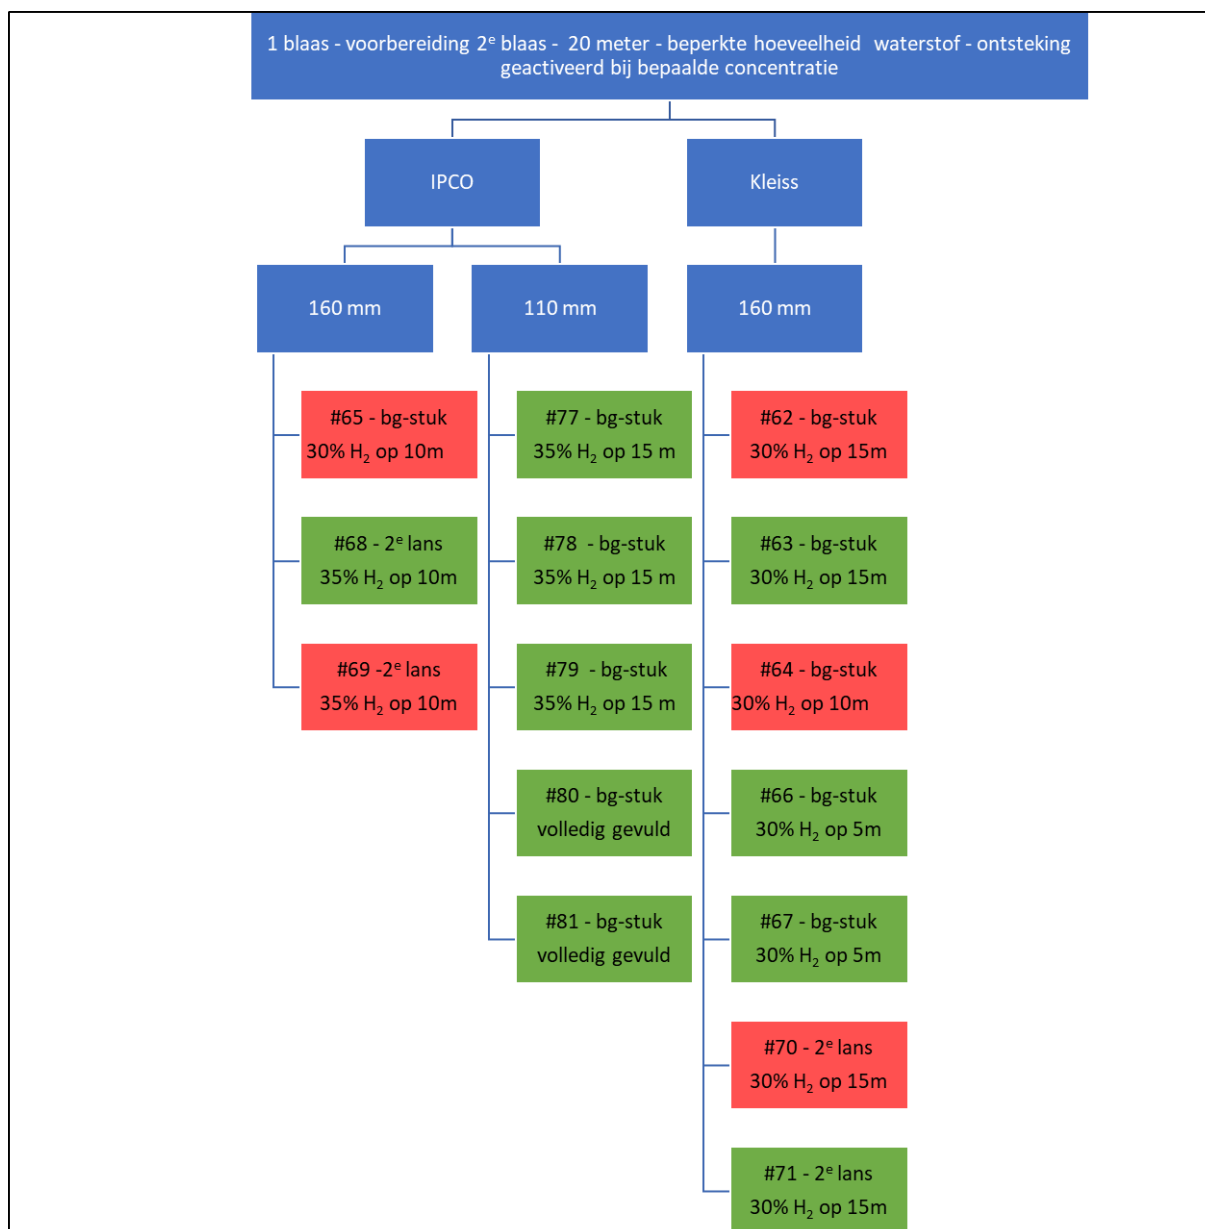 1 blaas - voorbereiding 2ᵉ blaas - 20 meter - beperkte hoeveelheid waterstof - ontsteking
geactiveerd bij bepaalde concentratie
IPCO
Kleiss
160 mm
110 mm
160 mm
#65 - bg-stuk
30% H₂ op 10m
#68 - 2ᵉ lans
35% H₂ op 10m
#69 -2ᵉ lans
35% H₂ op 10m
#77 - bg-stuk
35% H₂ op 15 m
#78 - bg-stuk
35% H₂ op 15 m
#79 - bg-stuk
35% H₂ op 15 m
#80 - bg-stuk
volledig gevuld
#81 - bg-stuk
volledig gevuld
#62 - bg-stuk
30% H₂ op 15m
#63 - bg-stuk
30% H₂ op 15m
#64 - bg-stuk
30% H₂ op 10m
#66 - bg-stuk
30% H₂ op 5m
#67 - bg-stuk
30% H₂ op 5m
#70 - 2ᵉ lans
30% H₂ op 15m
#71 - 2ᵉ lans
30% H₂ op 15m